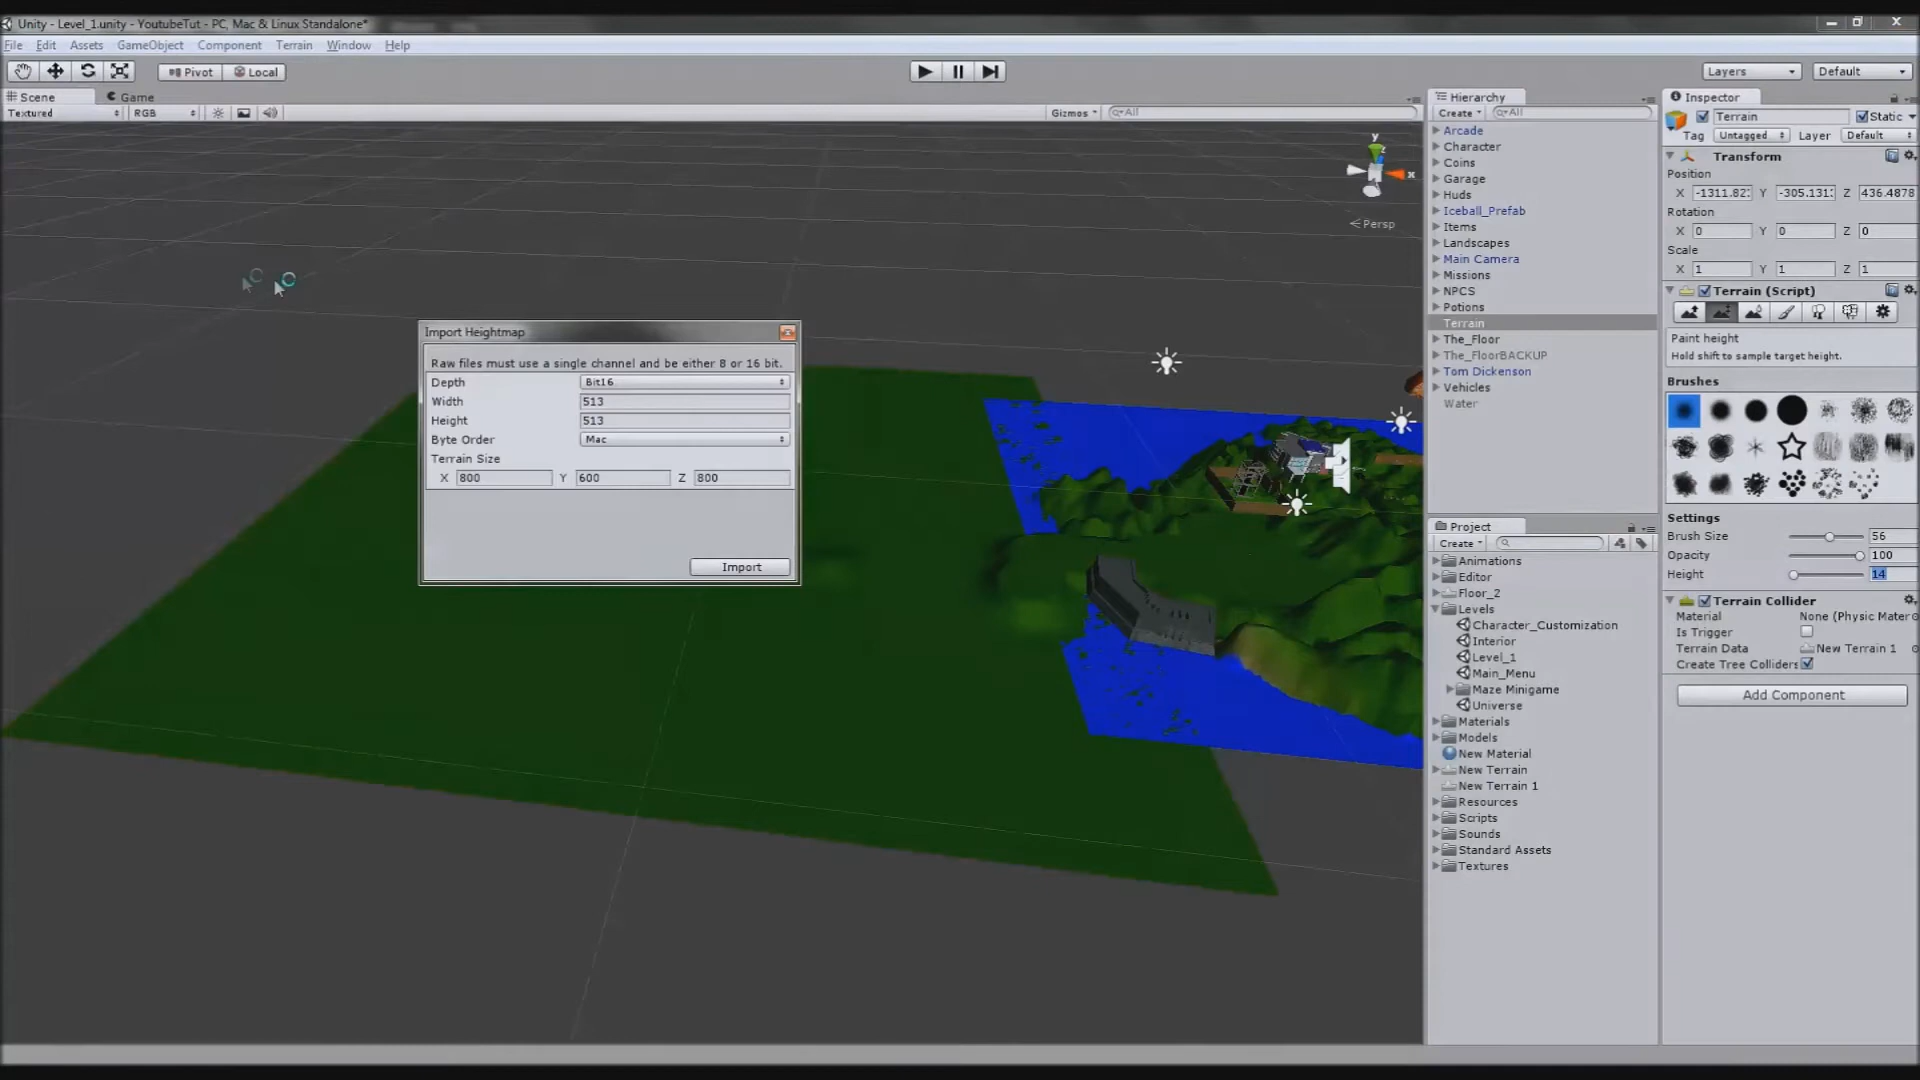 Unity - Level_1.unity - YoutubeTut - PC, Mac & Linux Standalone*
File Edit Assets GameObject Component Terrain Window Help
Pivot Local
Layers Default
Scene Game
Textured RGB Gizmos All
y
x
Persp
Import Heightmap
Raw files must use a single channel and be either 8 or 16 bit.
Depth Bit16
Width 513
Height 513
Byte Order Mac
Terrain Size
X 800 Y 600 Z 800
Import
Hierarchy
Create All
Arcade
Character
Coins
Garage
Huds
Iceball_Prefab
Items
Landscapes
Main Camera
Missions
NPCS
Potions
Terrain
The_Floor
The_FloorBACKUP
Tom Dickenson
Vehicles
Water
Project
Create
Animations
Editor
Floor_2
Levels
Character_Customization
Interior
Level_1
Main_Menu
Maze Minigame
Universe
Materials
Models
New Material
New Terrain
New Terrain 1
Resources
Scripts
Sounds
Standard Assets
Textures
Inspector
Terrain Static
Tag Untagged Layer Default
Transform
Position
X -1311.82 Y -305.131 Z 436.4878
Rotation
X 0 Y 0 Z 0
Scale
X 1 Y 1 Z 1
Terrain (Script)
Paint height
Hold shift to sample target height.
Brushes
Settings
Brush Size 56
Opacity 100
Height 14
Terrain Collider
Material None (Physic Mater
Is Trigger
Terrain Data New Terrain 1
Create Tree Colliders
Add Component